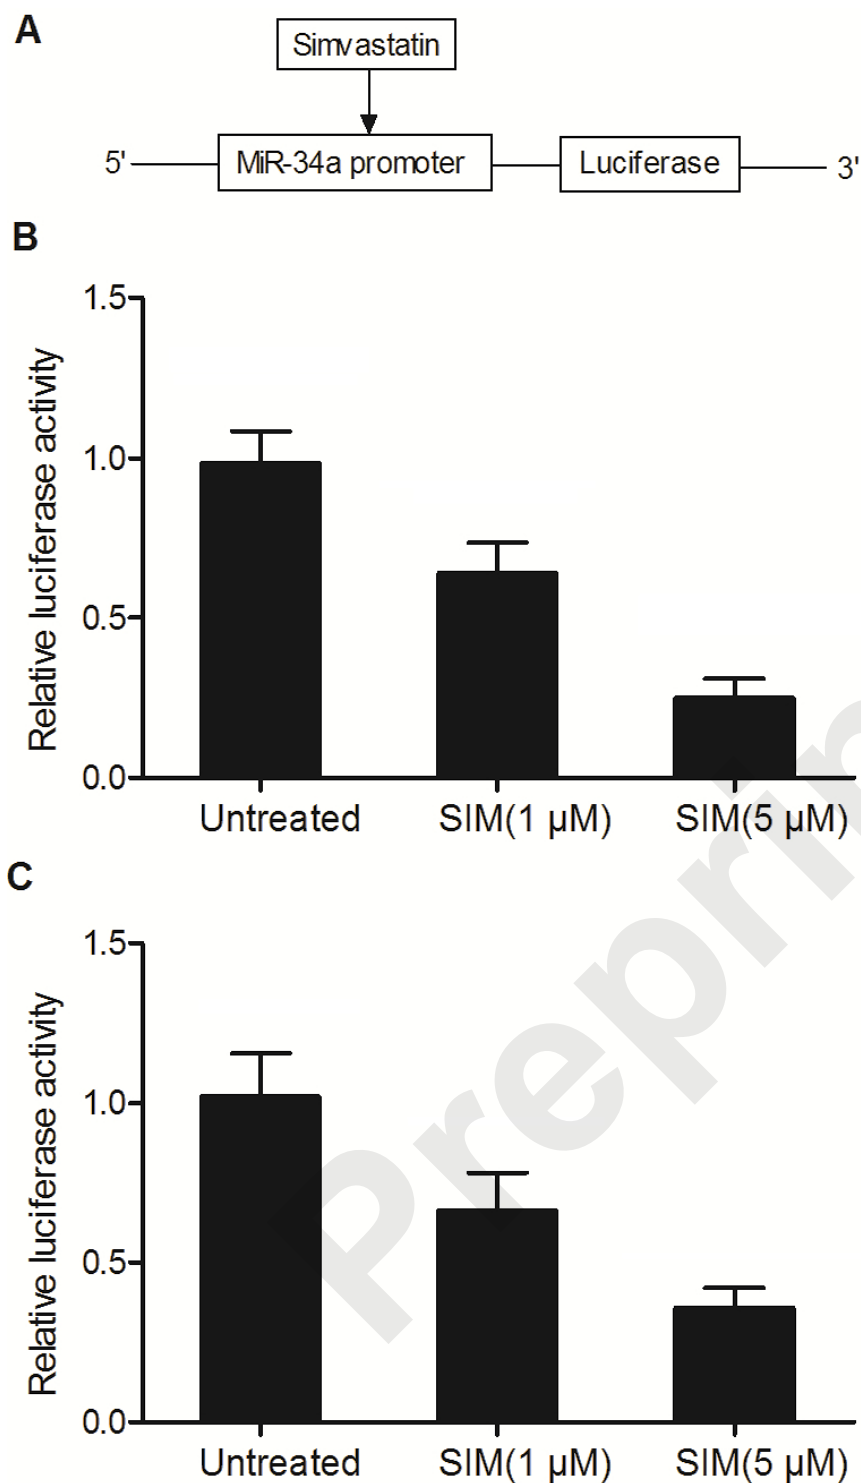 A
Simvastatin
5' MiR-34a promoter Luciferase 3'
B
1.5
1.0
0.5
0.0
Relative luciferase activity
Untreated SIM(1 µM) SIM(5 µM)
C
1.5
1.0
0.5
0.0
Relative luciferase activity
Untreated SIM(1 µM) SIM(5 µM)